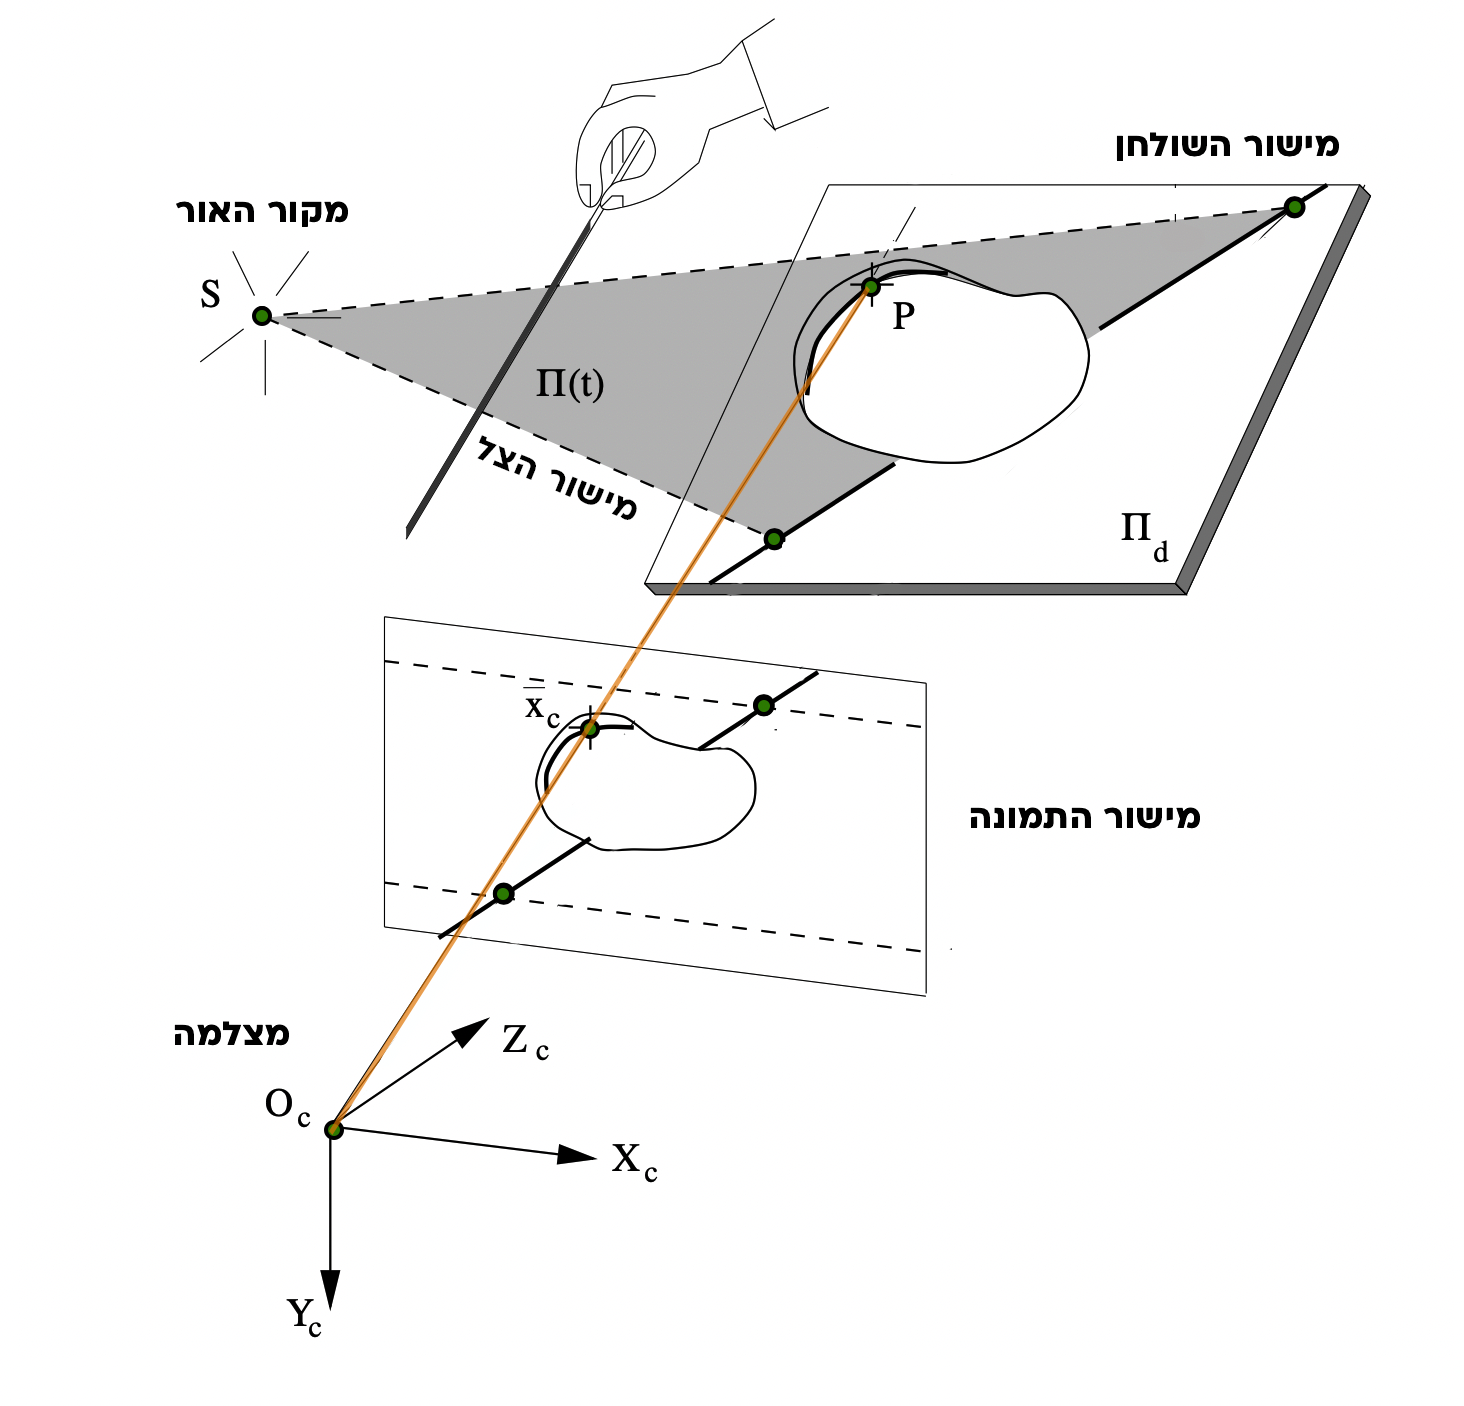 מישור השולחן
מקור האור
S
P
Π(t)
מישור הצל
Π d
x̅ c
מישור התמונה
מצלמה
Z c
O c
X c
Y c